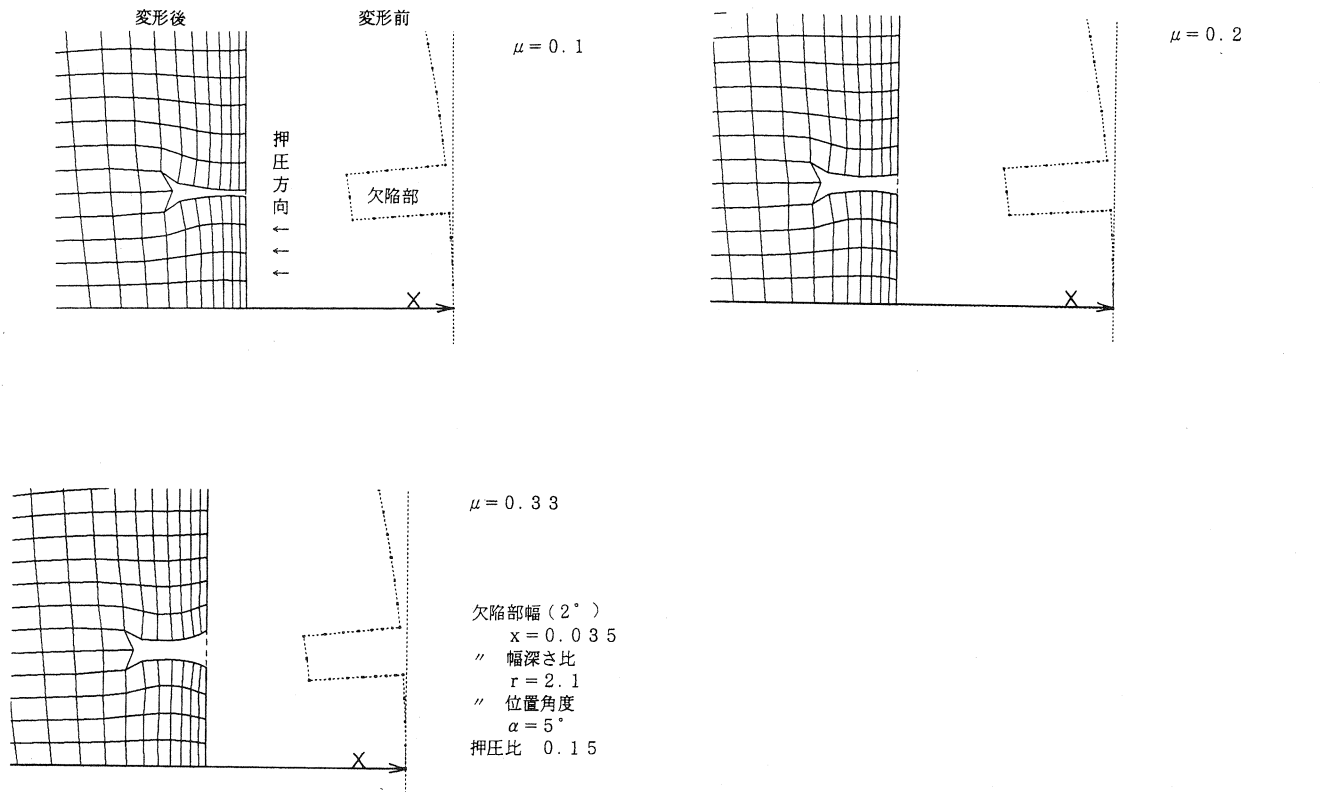 変形後
変形前
μ=0.1
押圧方向
←
←
←
欠陥部
X
μ=0.2
X
μ=0.33
欠陥部幅(2°)
x=0.035
〃 幅深さ比
r=2.1
〃 位置角度
α=5°
押圧比 0.15
X